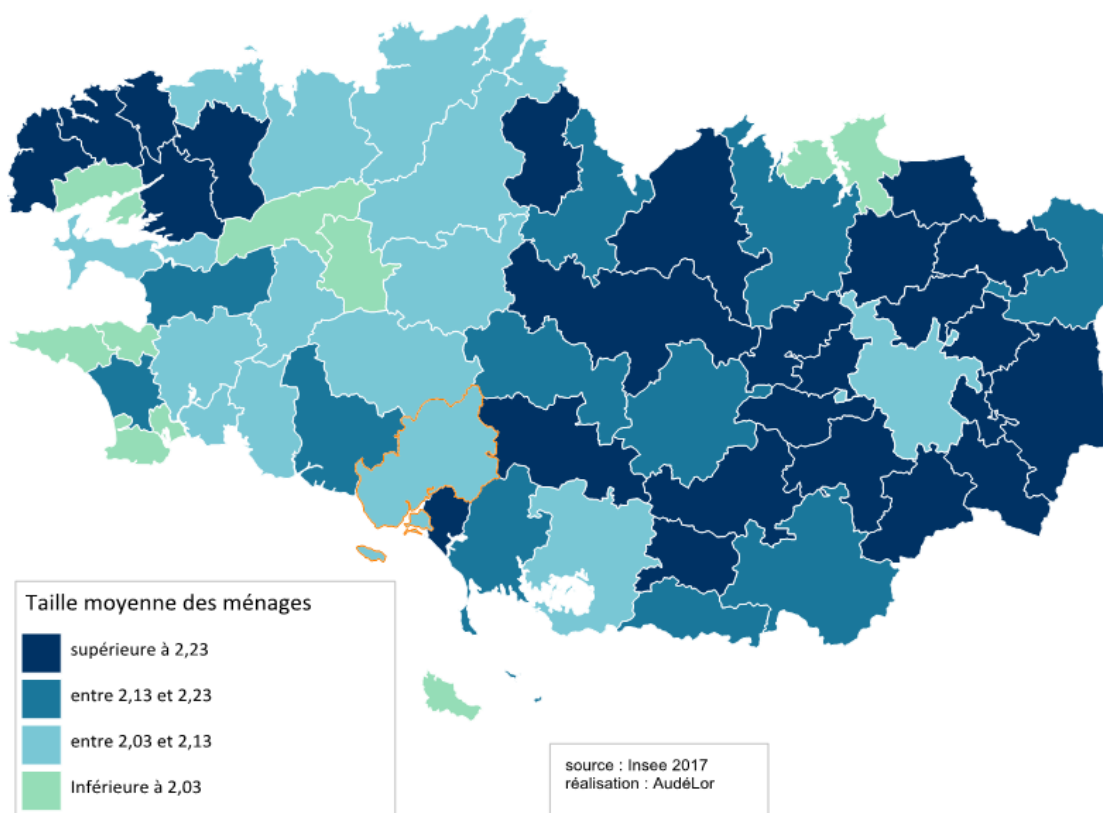 Taille moyenne des ménages
supérieure à 2,23
entre 2,13 et 2,23
entre 2,03 et 2,13
Inférieure à 2,03
source : Insee 2017
réalisation : AudéLor